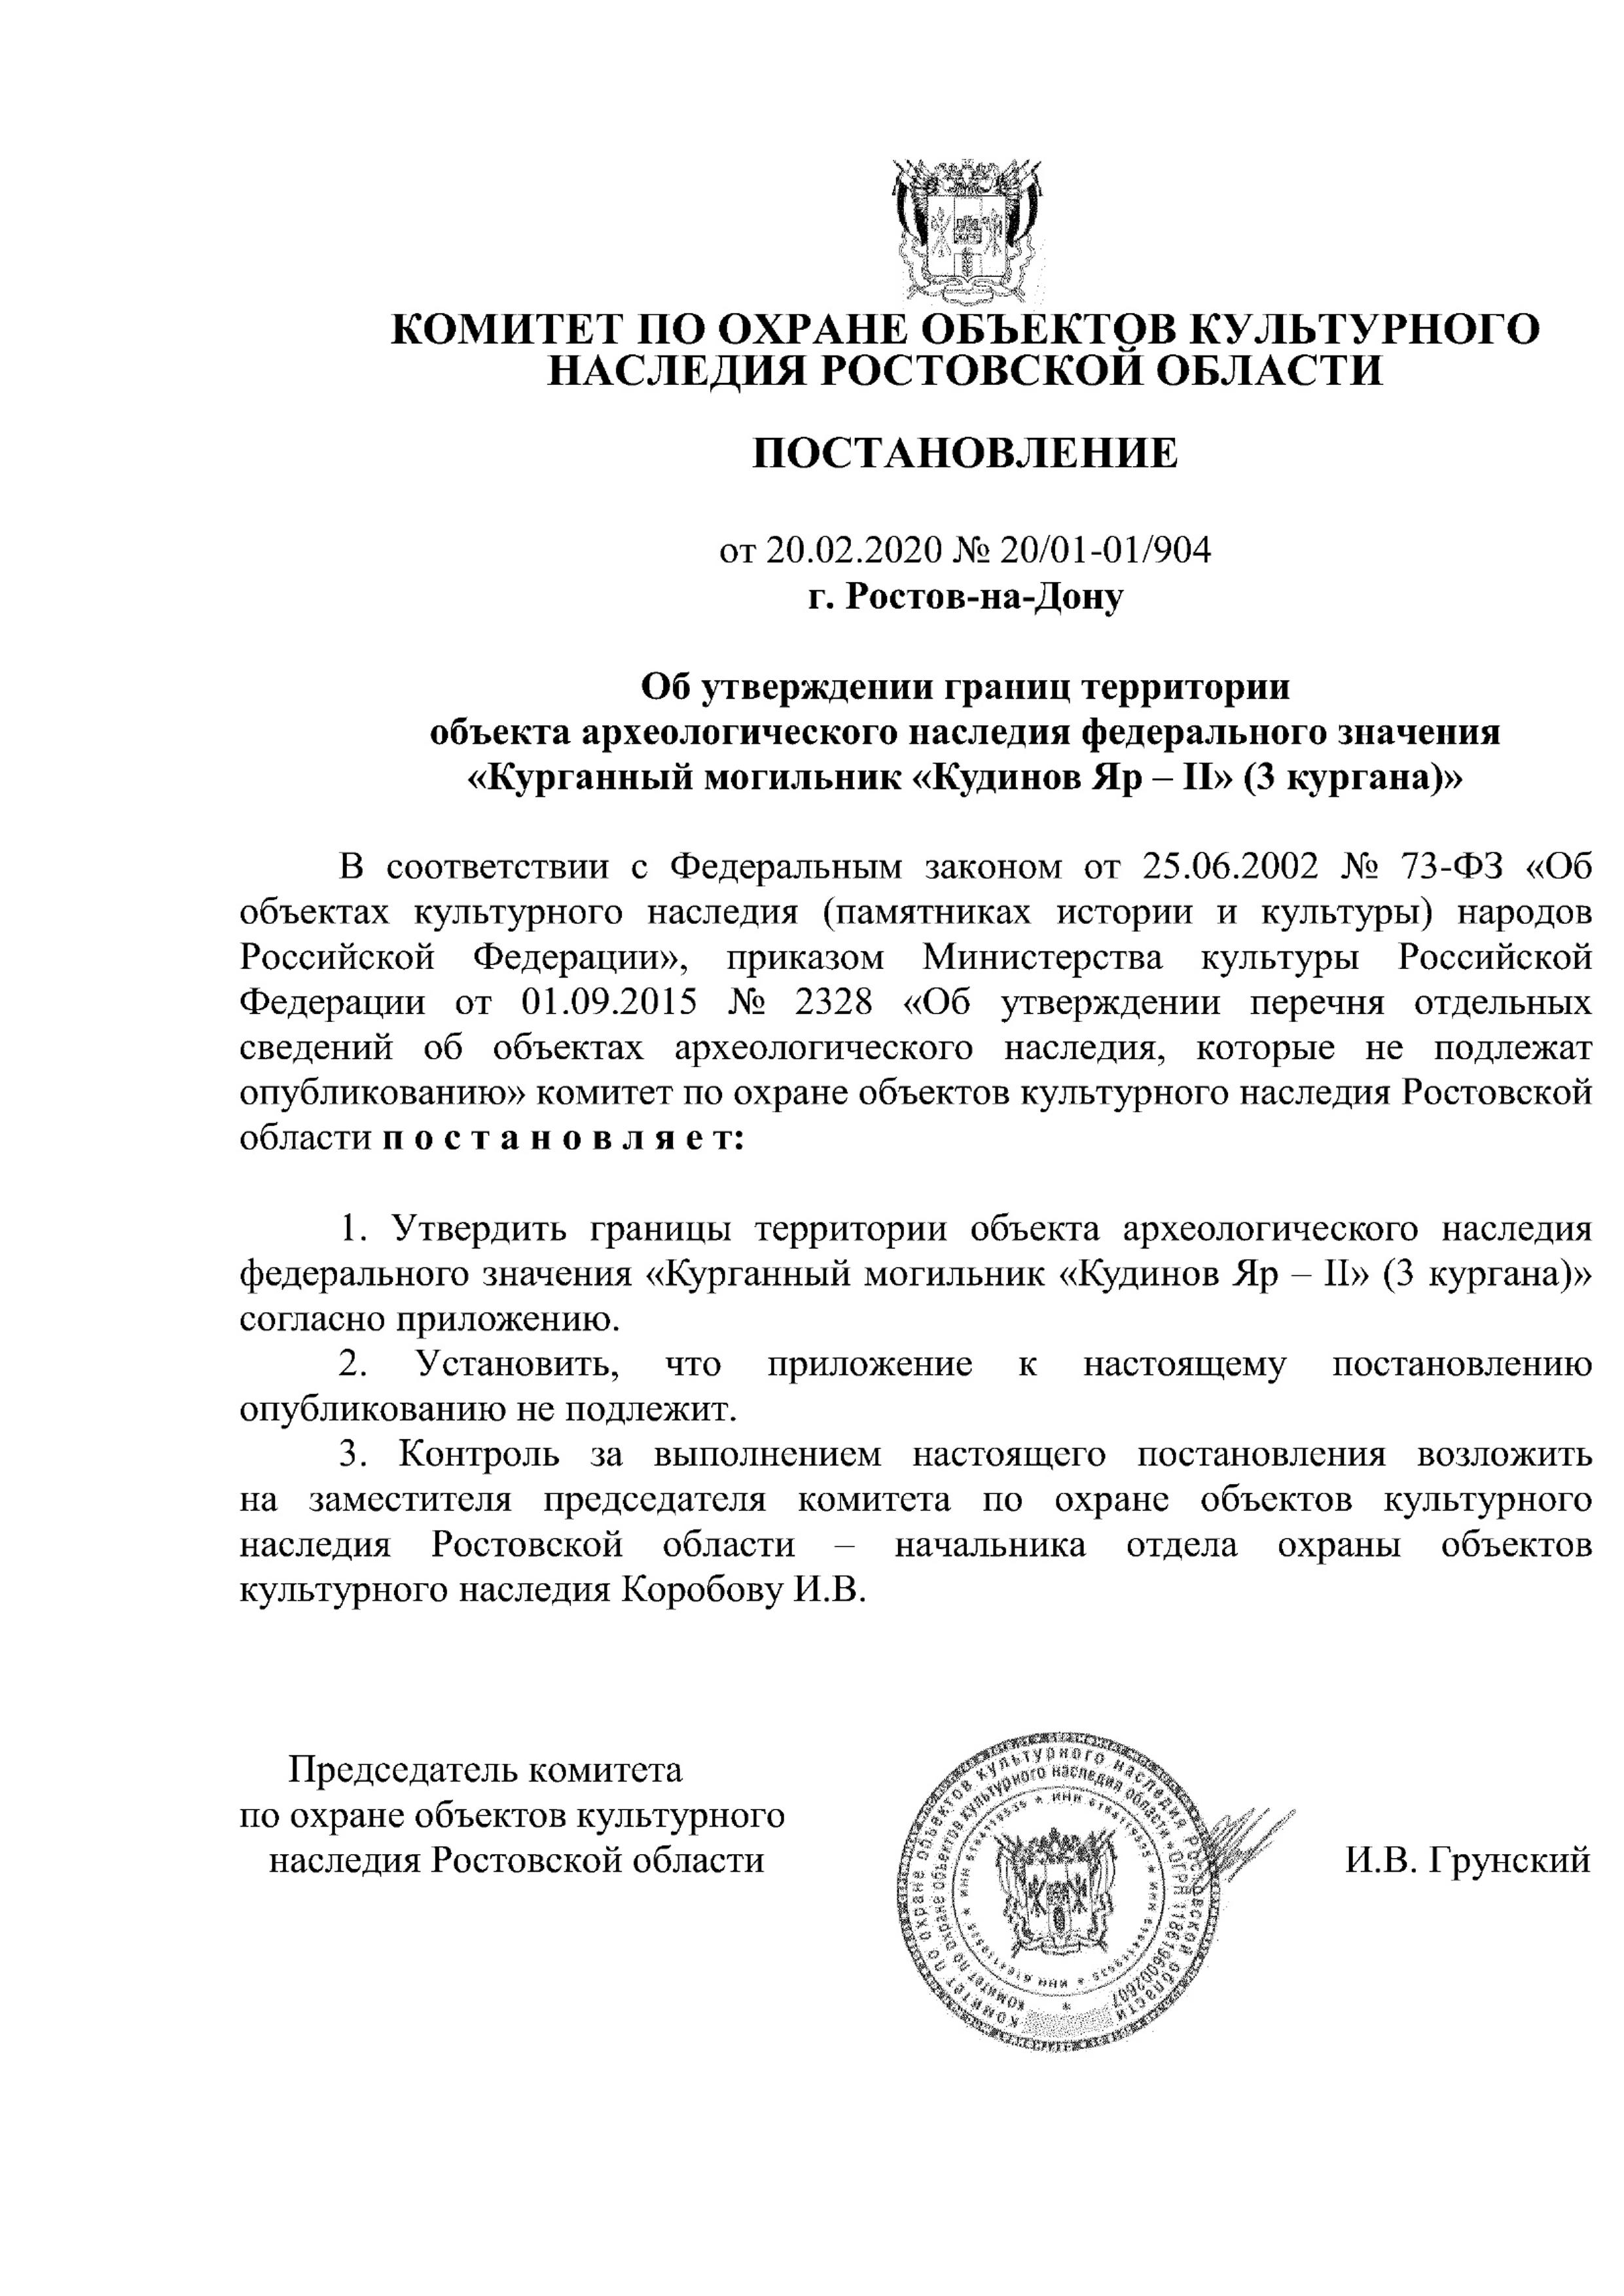 КОМИТЕТ ПО ОХРАНЕ ОБЪЕКТОВ КУЛЬТУРНОГО
НАСЛЕДИЯ РОСТОВСКОЙ ОБЛАСТИ
ПОСТАНОВЛЕНИЕ
от 20.02.2020 № 20/01-01/904
г. Ростов-на-Дону
Об утверждении границ территории
объекта археологического наследия федерального значения
«Курганный могильник «Кудинов Яр – II» (3 кургана)»
В соответствии с Федеральным законом от 25.06.2002 № 73-ФЗ «Об
объектах культурного наследия (памятниках истории и культуры) народов
Российской Федерации», приказом Министерства культуры Российской
Федерации от 01.09.2015 № 2328 «Об утверждении перечня отдельных
сведений об объектах археологического наследия, которые не подлежат
опубликованию» комитет по охране объектов культурного наследия Ростовской
области п о с т а н о в л я е т:
1. Утвердить границы территории объекта археологического наследия
федерального значения «Курганный могильник «Кудинов Яр – II» (3 кургана)»
согласно приложению.
2. Установить, что приложение к настоящему постановлению
опубликованию не подлежит.
3. Контроль за выполнением настоящего постановления возложить
на заместителя председателя комитета по охране объектов культурного
наследия Ростовской области – начальника отдела охраны объектов
культурного наследия Коробову И.В.
Председатель комитета
по охране объектов культурного
наследия Ростовской области
И.В. Грунский
комитет по охране объектов культурного наследия Ростовской области
комитет по охране объектов культурного наследия области * ОГРН 1186196002607